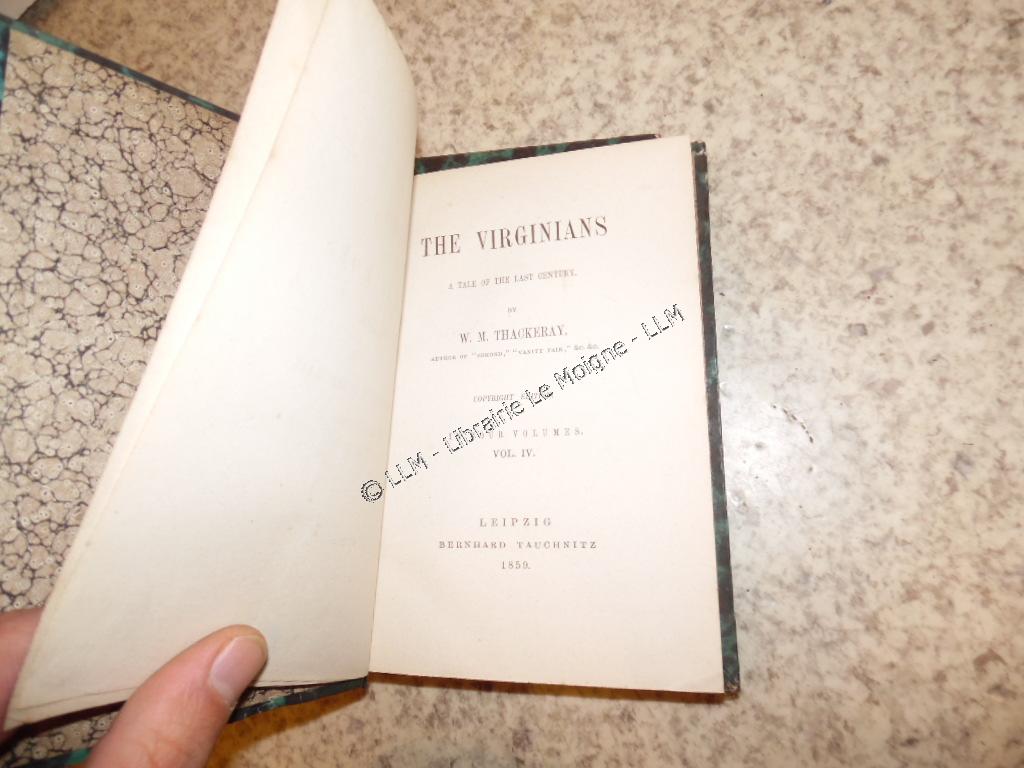 THE VIRGINIANS
A TALE OF THE LAST CENTURY.
BY
W. M. THACKERAY,
AUTHOR OF "ESMOND," "VANITY FAIR," &c. &c.
COPYRIGHT
VOLUMES.
VOL. IV.
© LLM - Librairie Le Moigne - LLM
LEIPZIG
BERNHARD TAUCHNITZ
1859.